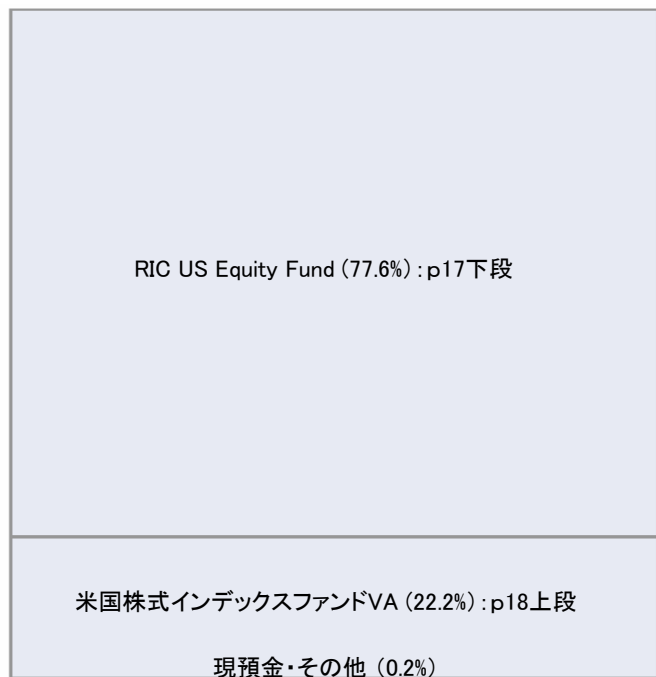 RIC US Equity Fund (77.6%):p17下段
米国株式インデックスファンドVA (22.2%):p18上段
現預金・その他 (0.2%)